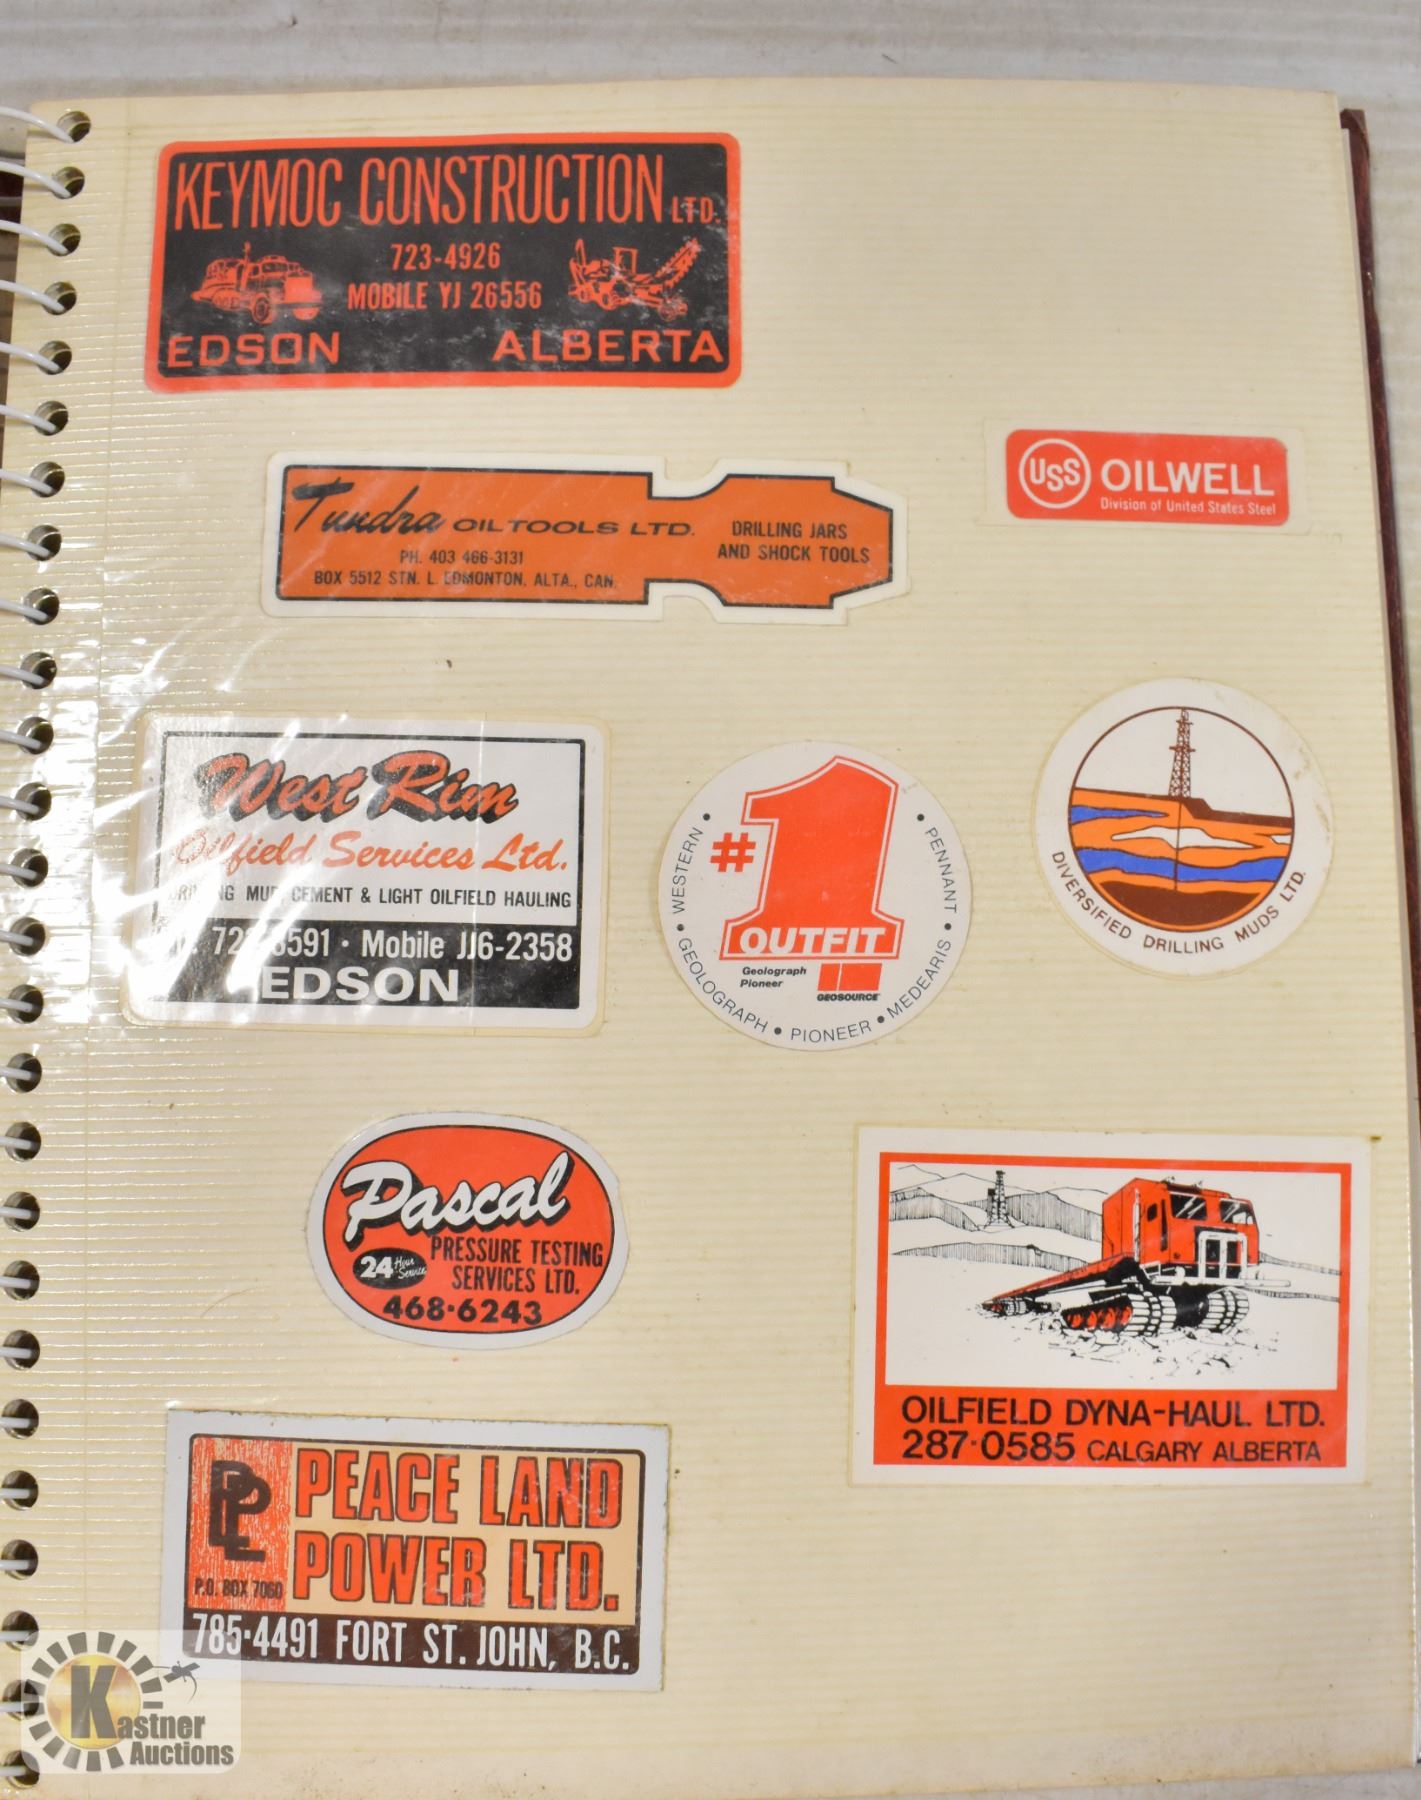 KEYMOC CONSTRUCTION LTD.
723-4926
MOBILE YJ 26556
EDSON ALBERTA
USS OILWELL
Division of United States Steel
Tundra OIL TOOLS LTD.
PH. 403 466-3131
BOX 5512 STN. L. EDMONTON, ALTA., CAN.
DRILLING JARS
AND SHOCK TOOLS
West Rim
Oilfield Services Ltd.
CEMENT & LIGHT OILFIELD HAULING
Mobile JJ6-2358
EDSON
#1
OUTFIT
Geolograph
Pioneer
GEOSOURCE
• WESTERN • GEOLOGRAPH • PIONEER • MEDEARIS • PENNANT •
DIVERSIFIED DRILLING MUDS LTD.
Pascal
PRESSURE TESTING
SERVICES LTD.
24 Hour Service
468-6243
OILFIELD DYNA-HAUL LTD.
287-0585 CALGARY ALBERTA
PLP
PEACE LAND
POWER LTD.
P.O. BOX 7060
785-4491 FORT ST. JOHN, B.C.
Kastner
Auctions